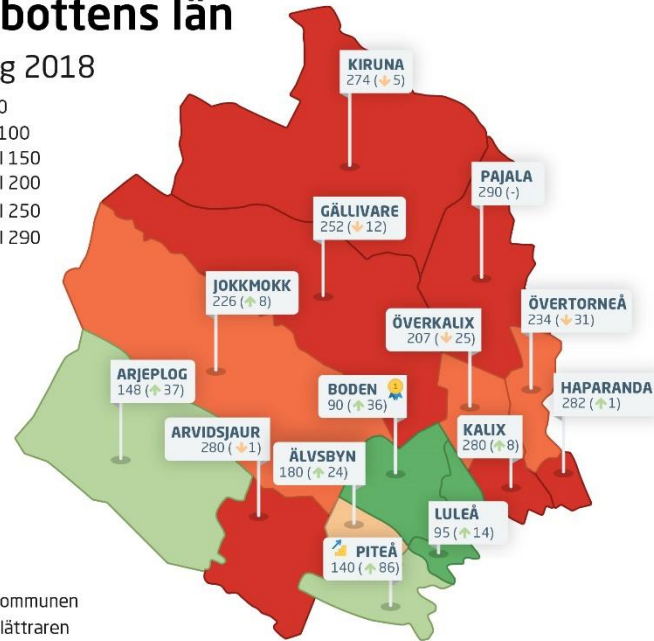 bottens län
g 2018
0
100
l 150
l 200
l 250
l 290
KIRUNA
274 (↓5)
PAJALA
290 (-)
GÄLLIVARE
252 (↓12)
JOKKMOKK
226 (↑8)
ÖVERTORNEÅ
234 (↓31)
ÖVERKALIX
207 (↓25)
ARJEPLOG
148 (↑37)
BODEN
90 (↑36)
1
HAPARANDA
282 (↑1)
ARVIDSJAUR
280 (↓1)
KALIX
280 (↑8)
ÄLVSBYN
180 (↑24)
LULEÅ
95 (↑14)
PITEÅ
140 (↑86)
ommunen
lättraren